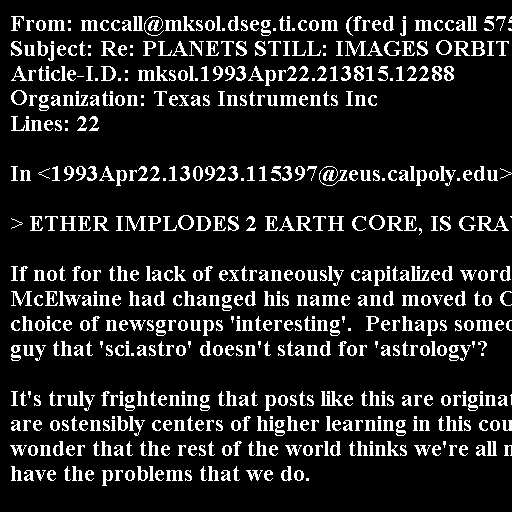 From: mccall@mksol.dseg.ti.com (fred j mccall 575
Subject: Re: PLANETS STILL: IMAGES ORBIT
Article-I.D.: mksol.1993Apr22.213815.12288
Organization: Texas Instruments Inc
Lines: 22
In <1993Apr22.130923.115397@zeus.calpoly.edu>
> ETHER IMPLODES 2 EARTH CORE, IS GRA
If not for the lack of extraneously capitalized word
McElwaine had changed his name and moved to C
choice of newsgroups 'interesting'.  Perhaps some
guy that 'sci.astro' doesn't stand for 'astrology'?
It's truly frightening that posts like this are origina
are ostensibly centers of higher learning in this cou
wonder that the rest of the world thinks we're all
have the problems that we do.